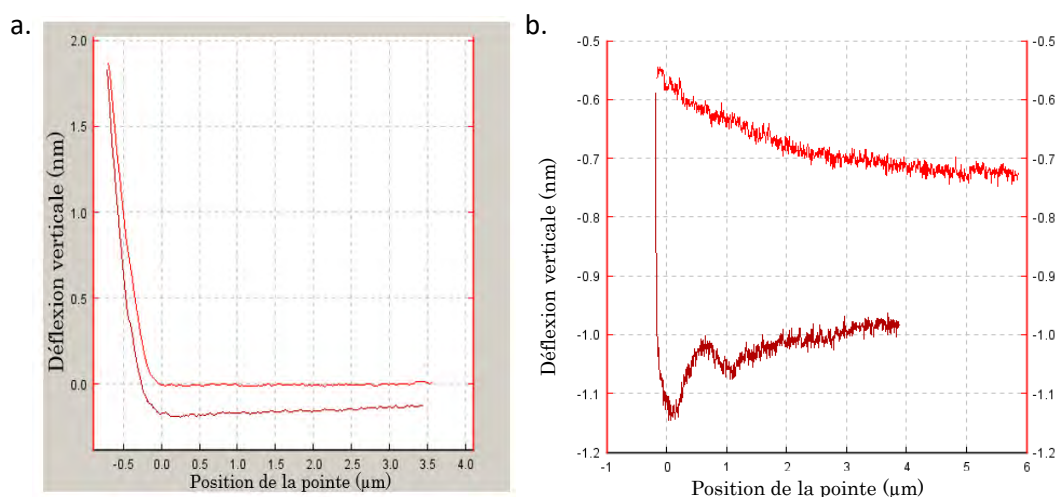 a.
2.0
1.5
1.0
0.5
0.0
Déflexion verticale (nm)
-0.5 0.0 0.5 1.0 1.5 2.0 2.5 3.0 3.5 4.0
Position de la pointe (µm)
b.
-0.5 -0.5
-0.6 -0.6
-0.7 -0.7
-0.8 -0.8
-0.9 -0.9
-1.0 -1.0
-1.1 -1.1
-1.2 -1.2
Déflexion verticale (nm)
-1 0 1 2 3 4 5 6
Position de la pointe (µm)